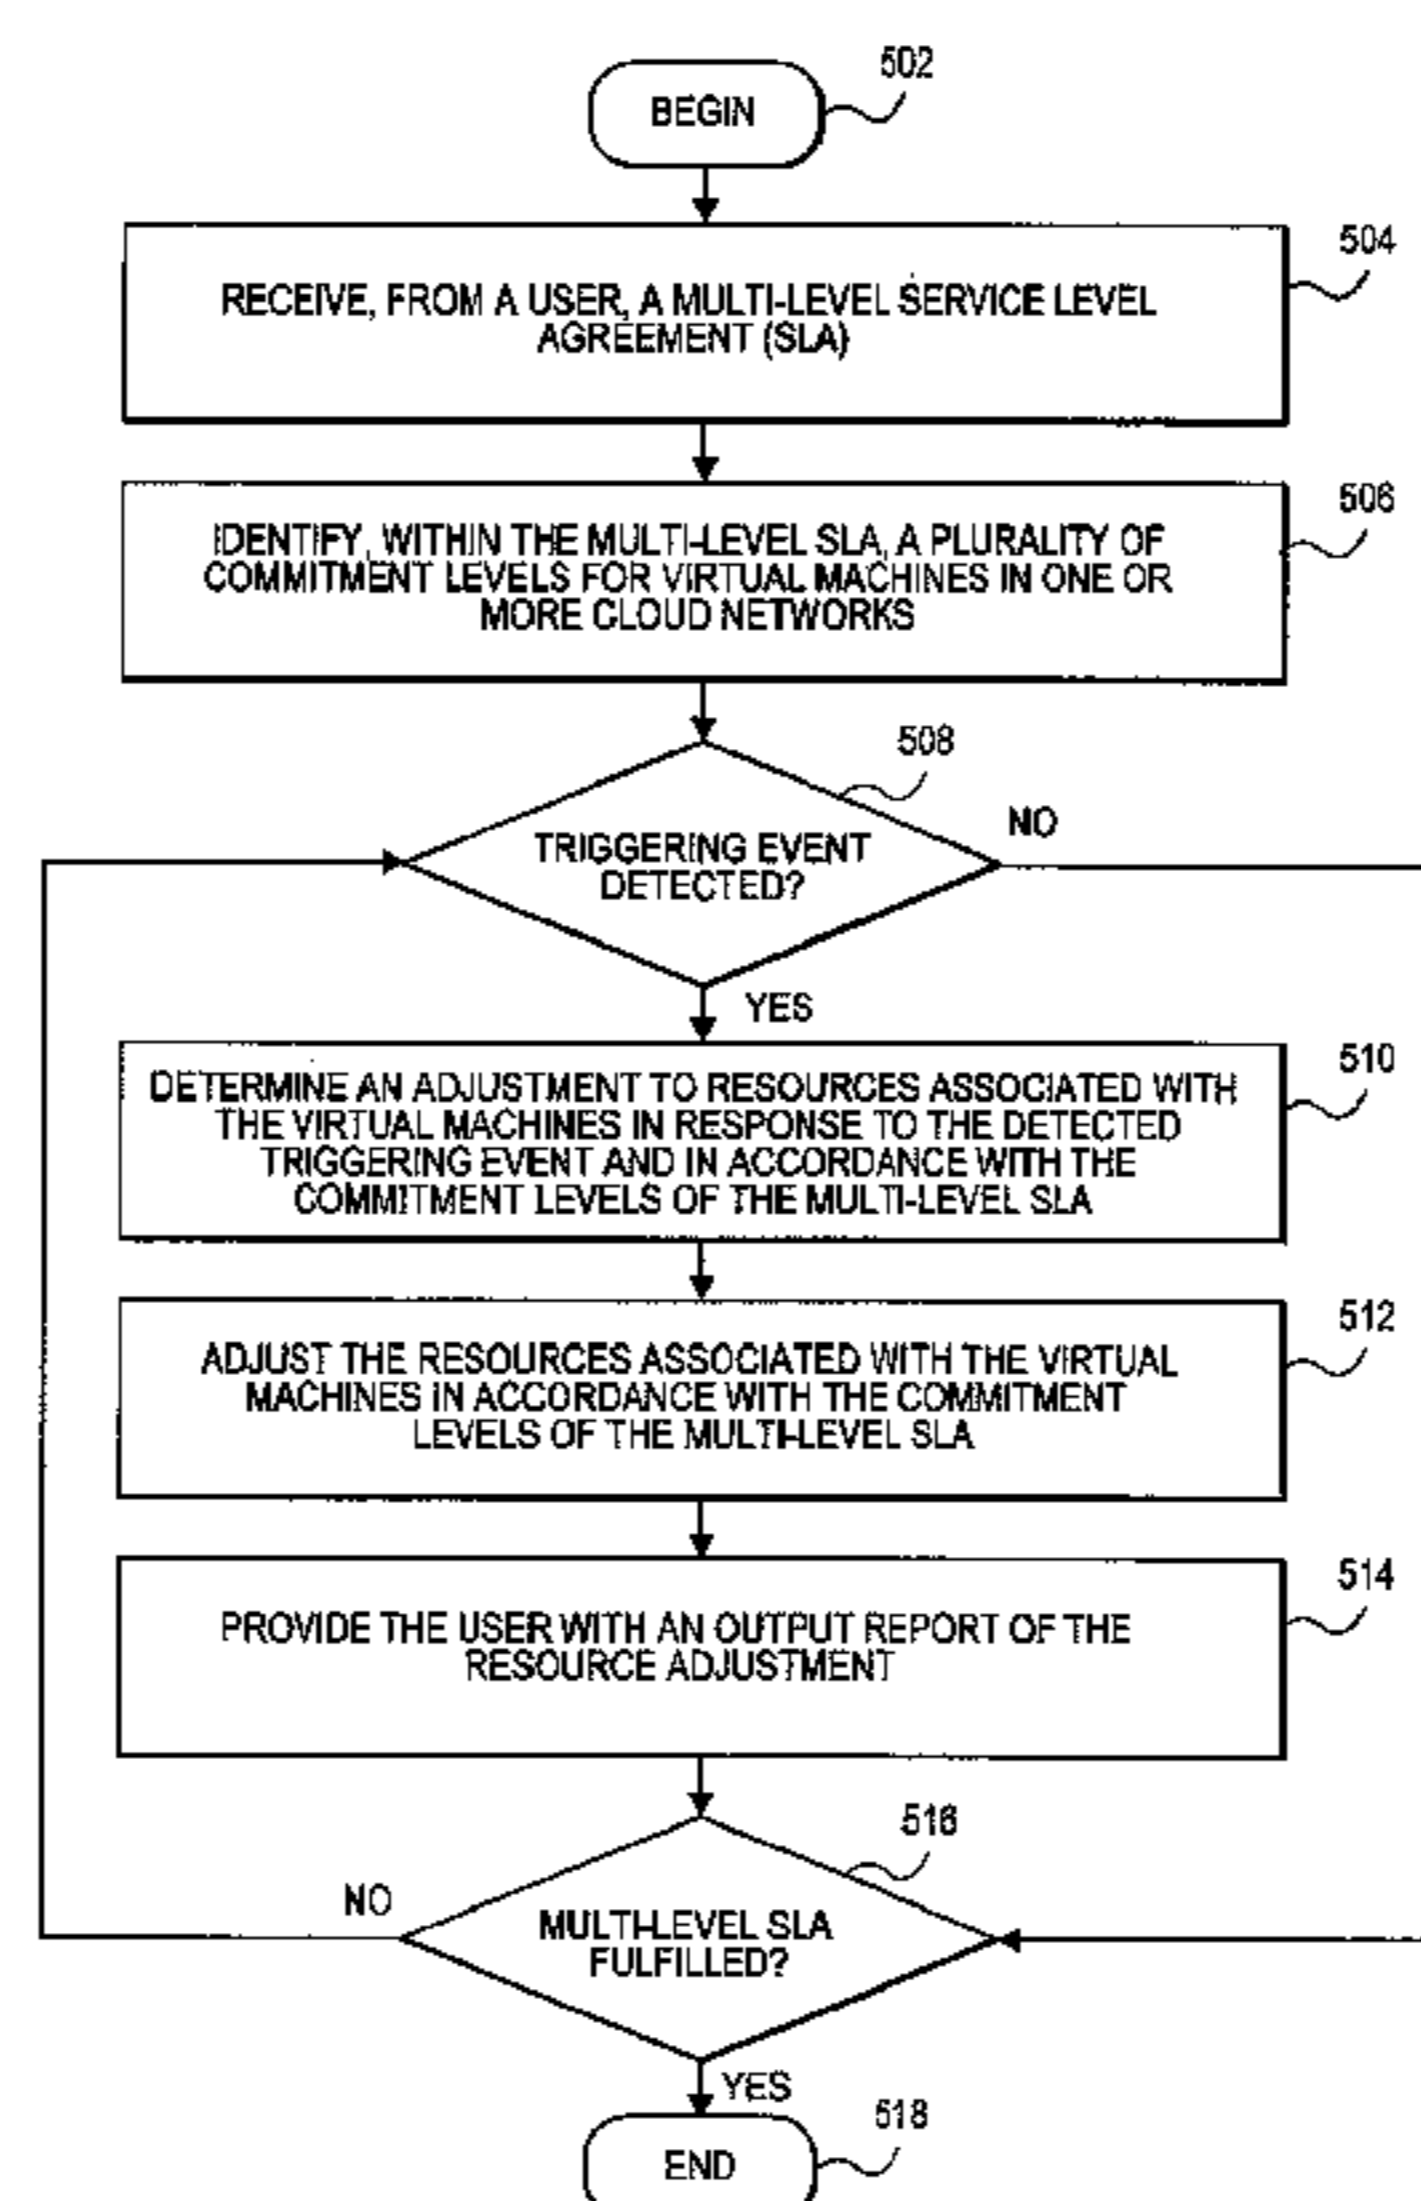 502
BEGIN
504
RECEIVE, FROM A USER, A MULTI-LEVEL SERVICE LEVEL
AGREEMENT (SLA)
506
IDENTIFY, WITHIN THE MULTI-LEVEL SLA, A PLURALITY OF
COMMITMENT LEVELS FOR VIRTUAL MACHINES IN ONE OR
MORE CLOUD NETWORKS
508
NO
TRIGGERING EVENT
DETECTED?
YES
510
DETERMINE AN ADJUSTMENT TO RESOURCES ASSOCIATED WITH
THE VIRTUAL MACHINES IN RESPONSE TO THE DETECTED
TRIGGERING EVENT AND IN ACCORDANCE WITH THE
COMMITMENT LEVELS OF THE MULTI-LEVEL SLA
512
ADJUST THE RESOURCES ASSOCIATED WITH THE VIRTUAL
MACHINES IN ACCORDANCE WITH THE COMMITMENT
LEVELS OF THE MULTI-LEVEL SLA
514
PROVIDE THE USER WITH AN OUTPUT REPORT OF THE
RESOURCE ADJUSTMENT
516
NO
MULTI-LEVEL SLA
FULFILLED?
YES
518
END